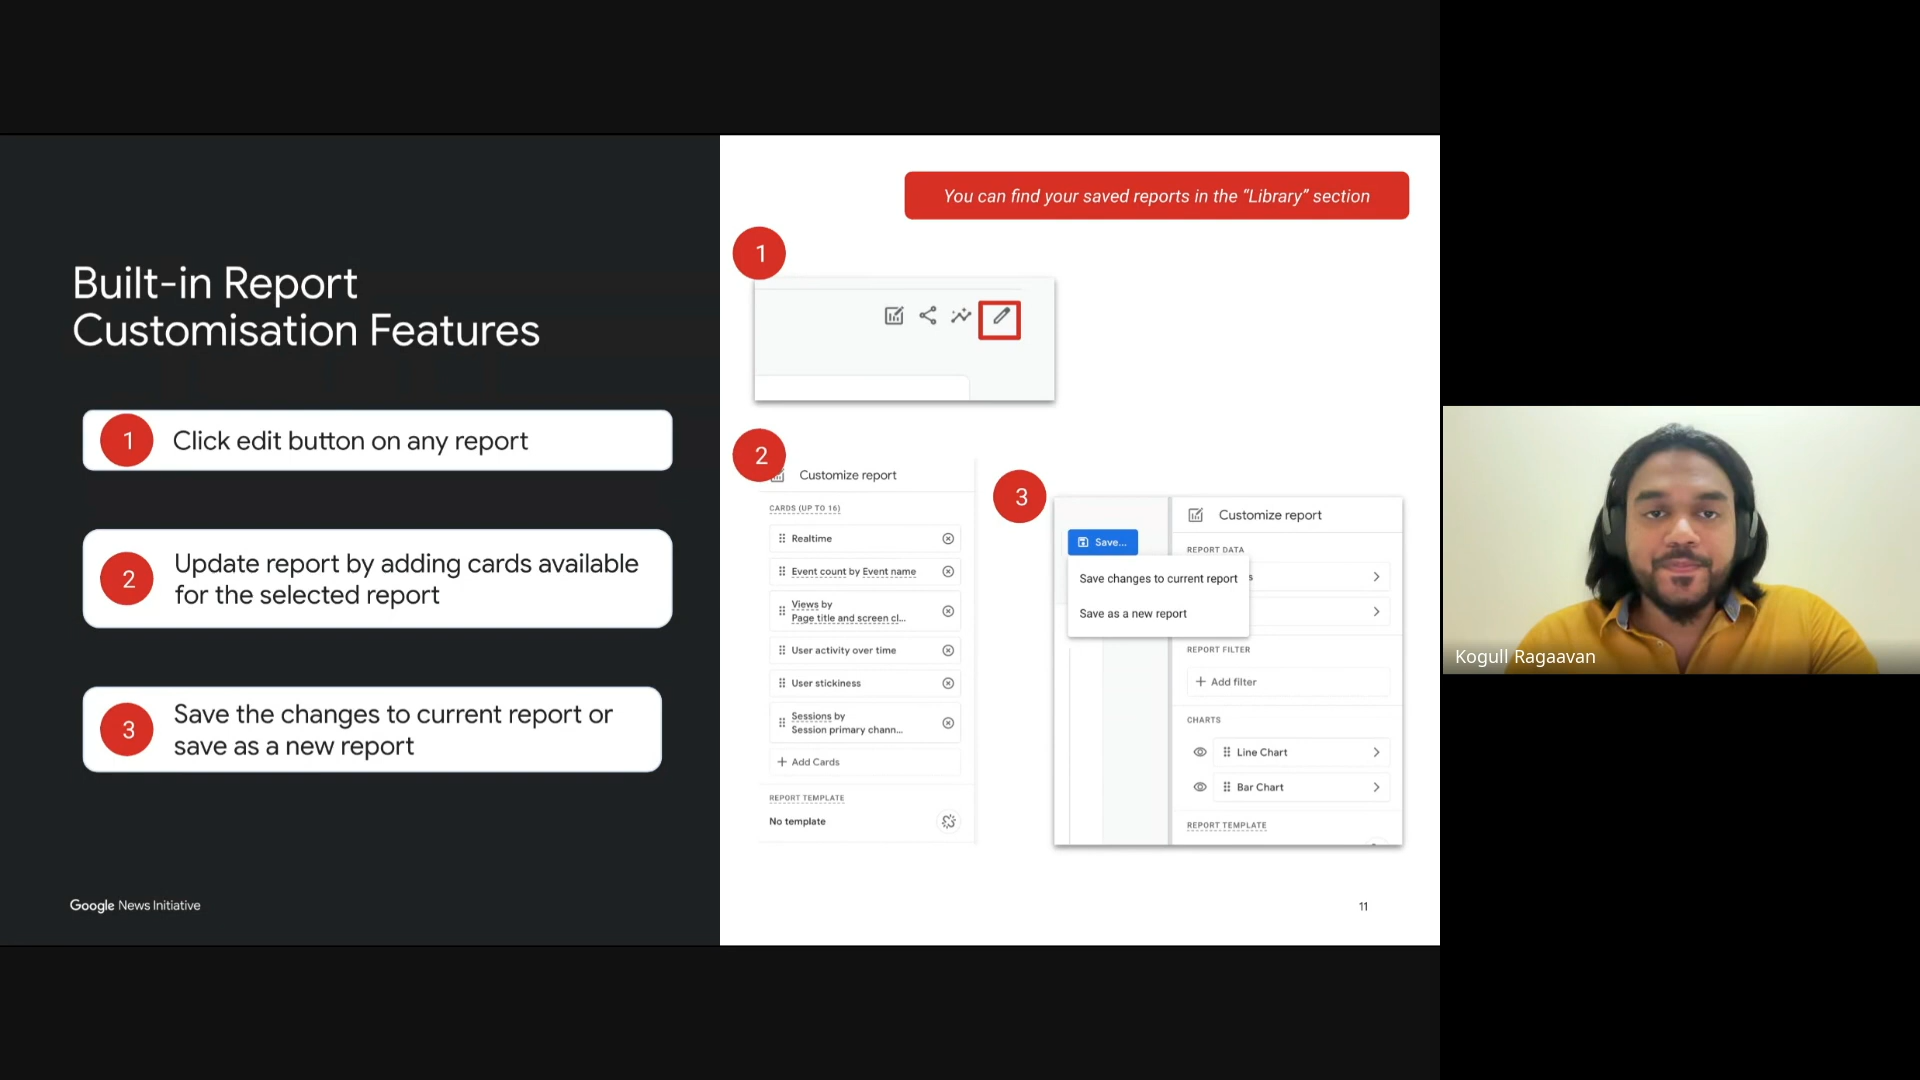 Built-in Report
Customisation Features
1
Click edit button on any report
2
Update report by adding cards available
for the selected report
3
Save the changes to current report or
save as a new report
Google News Initiative
You can find your saved reports in the “Library” section
1
2
Customize report
CARDS (UP TO 16)
Realtime
Event count by Event name
Views by
Page title and screen cl...
User activity over time
User stickiness
Sessions by
Session primary chann...
+ Add Cards
REPORT TEMPLATE
No template
3
Save...
Save changes to current report
Save as a new report
Customize report
REPORT DATA
s
REPORT FILTER
+ Add filter
CHARTS
Line Chart
Bar Chart
REPORT TEMPLATE
11
Kogull Ragaavan